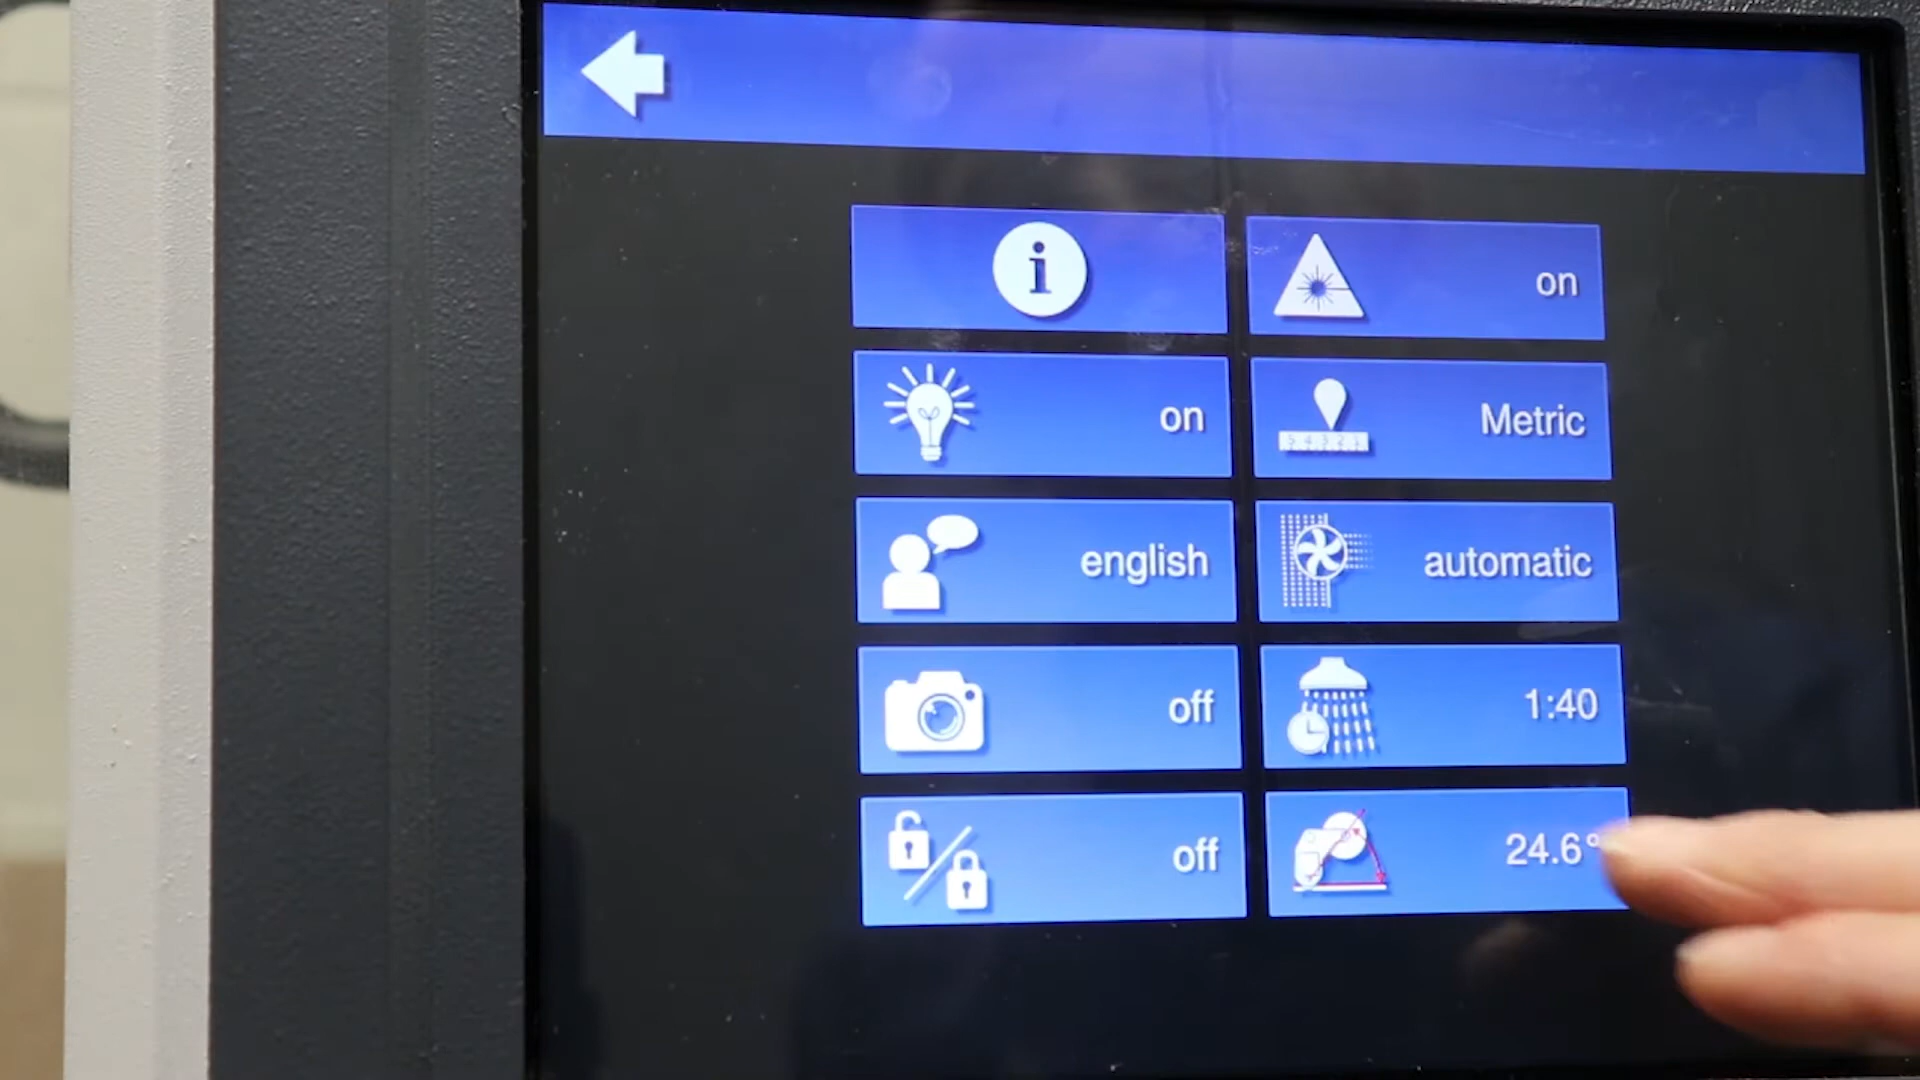 i
on
on
Metric
english
automatic
off
1:40
off
24.6°